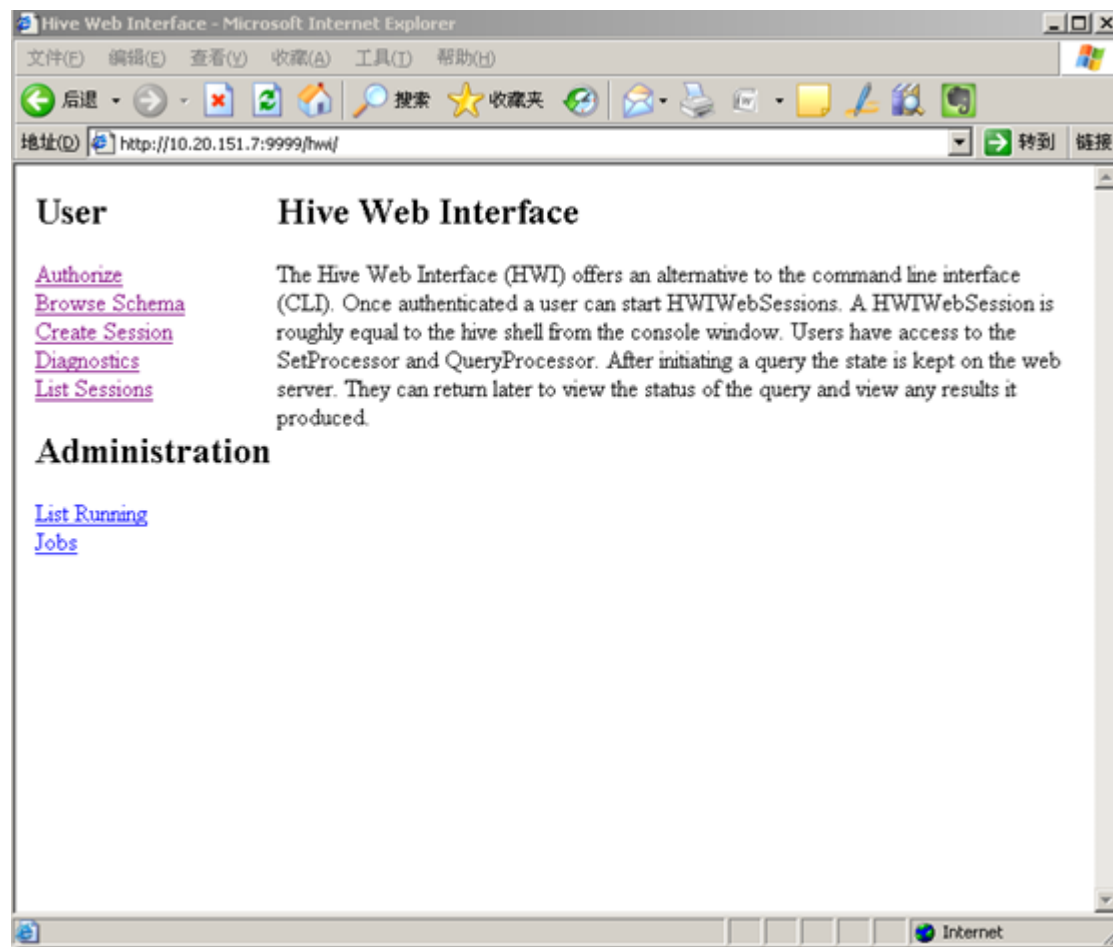 Hive Web Interface - Microsoft Internet Explorer
文件(F) 编辑(E) 查看(V) 收藏(A) 工具(T) 帮助(H)
后退 搜索 收藏夹
地址(D) http://10.20.151.7:9999/hwi/ 转到 链接
User
Authorize
Browse Schema
Create Session
Diagnostics
List Sessions
Administration
List Running
Jobs
Hive Web Interface
The Hive Web Interface (HWI) offers an alternative to the command line interface
(CLI). Once authenticated a user can start HWIWebSessions. A HWIWebSession is
roughly equal to the hive shell from the console window. Users have access to the
SetProcessor and QueryProcessor. After initiating a query the state is kept on the web
server. They can return later to view the status of the query and view any results it
produced.
Internet